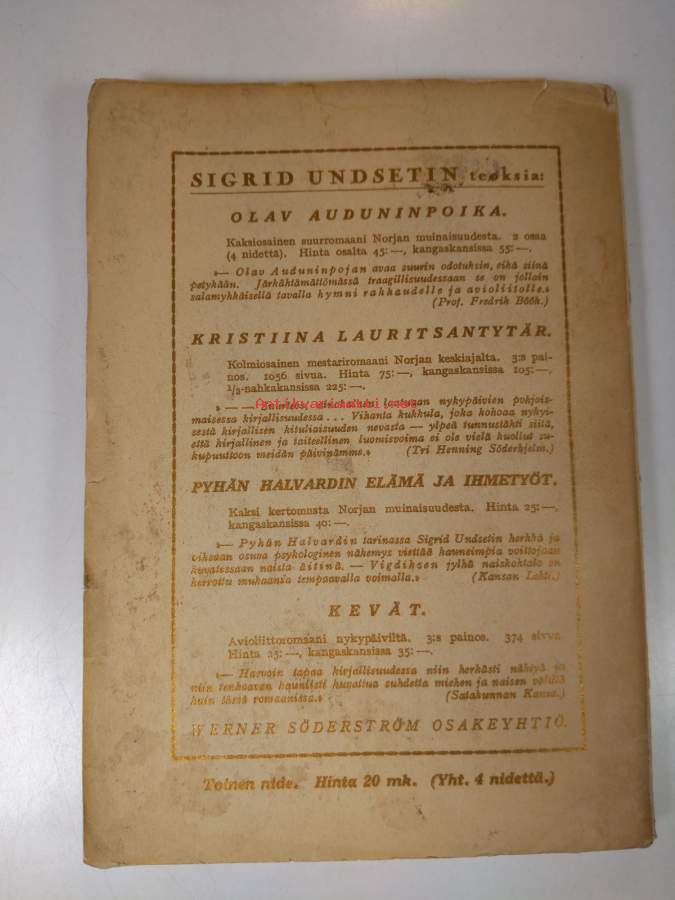 SIGRID UNDSETIN teoksia:
OLAV AUDUNINPOIKA.
Kaksiosainen suurromaani Norjan muinaisuudesta. 2 osaa
(4 nidettä). Hinta osalta 45:—, kangaskansissa 55:—.
»— Olav Auduninpojan avaa suurin odotuksin, eikä siinä
petykään. Järkähtämättömässä traagillisuudessaan se on jollain
salamyhkäisellä tavalla hymni rakkaudelle ja avioliitolle.»
(Prof. Fredrik Böök.)
KRISTIINA LAURITSANTYTÄR.
Kolmiosainen mestariromaani Norjan keskiajalta. 3:s pai-
nos. 1056 sivua. Hinta 75:—, kangaskansissa 105:—,
1/2-nahkakansissa 225:—.
»— — nykypäivien pohjois-
maisessa kirjallisuudessa... Vihanta kukkula, joka kohoaa nykyi-
sestä kirjallisen kituliaisuuden nevasta — ylpeä tunnustähti siitä,
että kirjallinen ja taiteellinen luomisvoima ei ole vielä kuollut su-
kupuuttoon meidän päivinämme.» (Tri Henning Söderhjelm.)
Antikvariaatti.net
PYHÄN HALVARDIN ELÄMÄ JA IHMETYÖT.
Kaksi kertomusta Norjan muinaisuudesta. Hinta 25:—,
kangaskansissa 40:—.
»— Pyhän Halvardin tarinassa Sigrid Undsetin herkkä ja
oikeaan osuva psykologinen näkemys viettää kauneimpia voittojaan
kuvatessaan naista äitinä. — Vigdiksen jylhä naiskohtalo on
kerrottu mukaansa tempaavalla voimalla.» (Kansan Lehti.)
KEVÄT.
Avioliittoromaani nykypäiviltä. 3:s painos. 374 sivua
Hinta 25:—, kangaskansissa 35:—.
»— Harvoin tapaa kirjallisuudessa niin herkästi nähtyä ja
niin tenhoavan kauniisti kuvattua suhdetta miehen ja naisen välillä
kuin tässä romaanissa.» (Satakunnan Kansa.)
WERNER SÖDERSTRÖM OSAKEYHTIÖ.
Toinen nide. Hinta 20 mk. (Yht. 4 nidettä.)